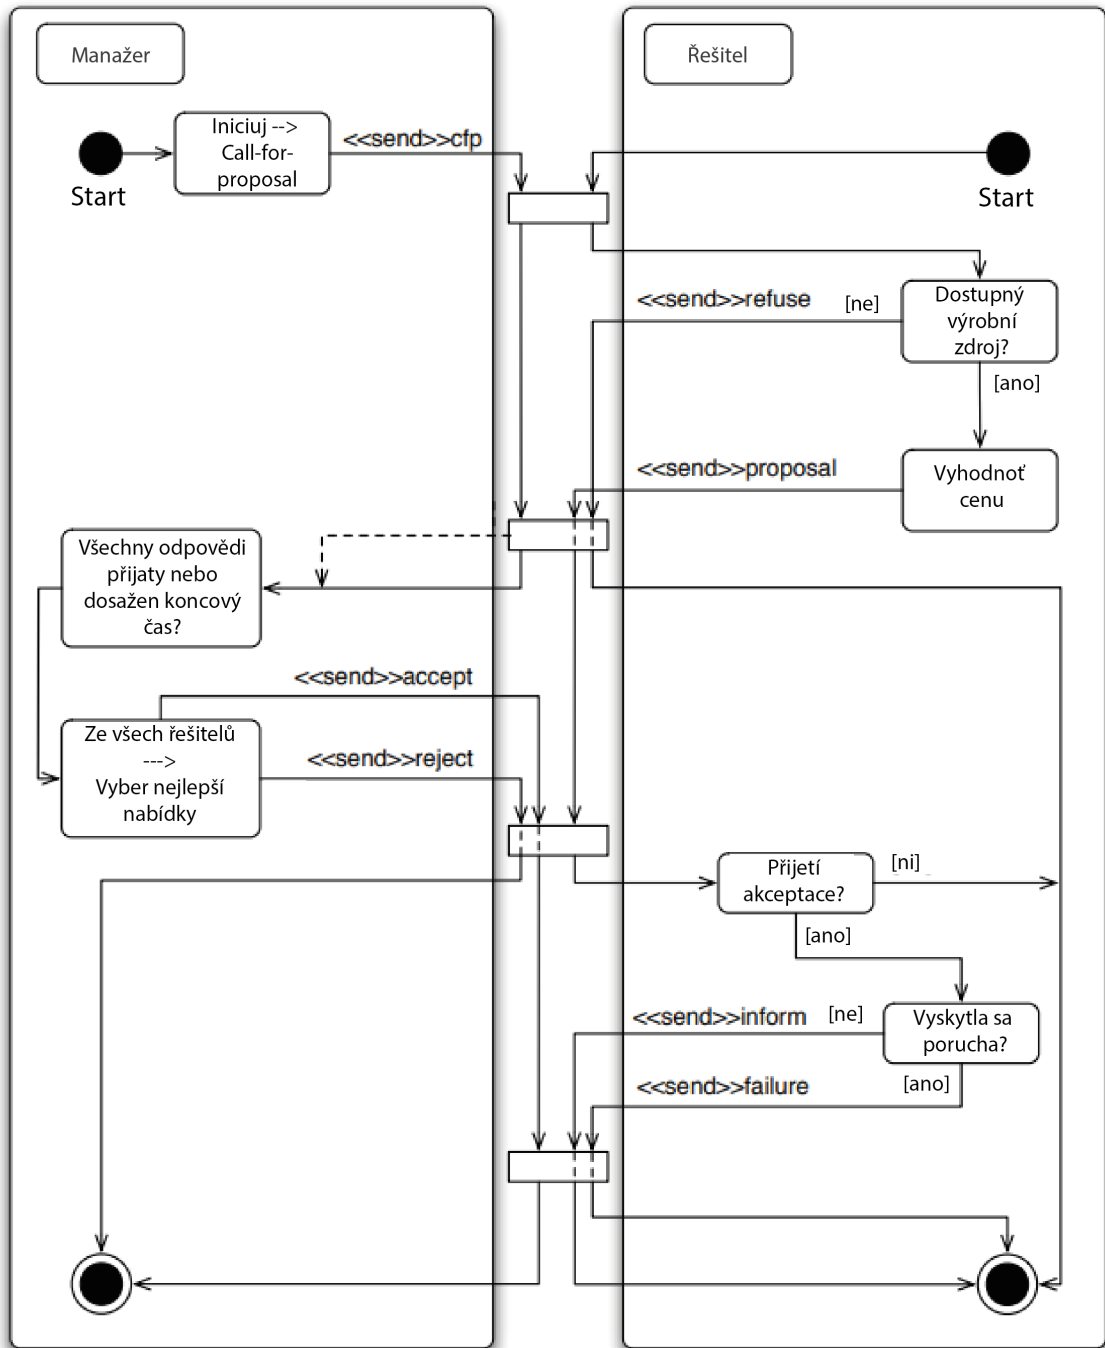 Manažer
Řešitel
Iniciuj -->
Call-for-
proposal
<<send>>cfp
Start
Start
Dostupný
výrobní
zdroj?
<<send>>refuse
[ne]
[ano]
<<send>>proposal
Vyhodnoť
cenu
Všechny odpovědi
přijaty nebo
dosažen koncový
čas?
<<send>>accept
Ze všech řešitelů
--->
Vyber nejlepší
nabídky
<<send>>reject
Přijetí
akceptace?
[ni]
[ano]
<<send>>inform
[ne]
Vyskytla sa
porucha?
<<send>>failure
[ano]